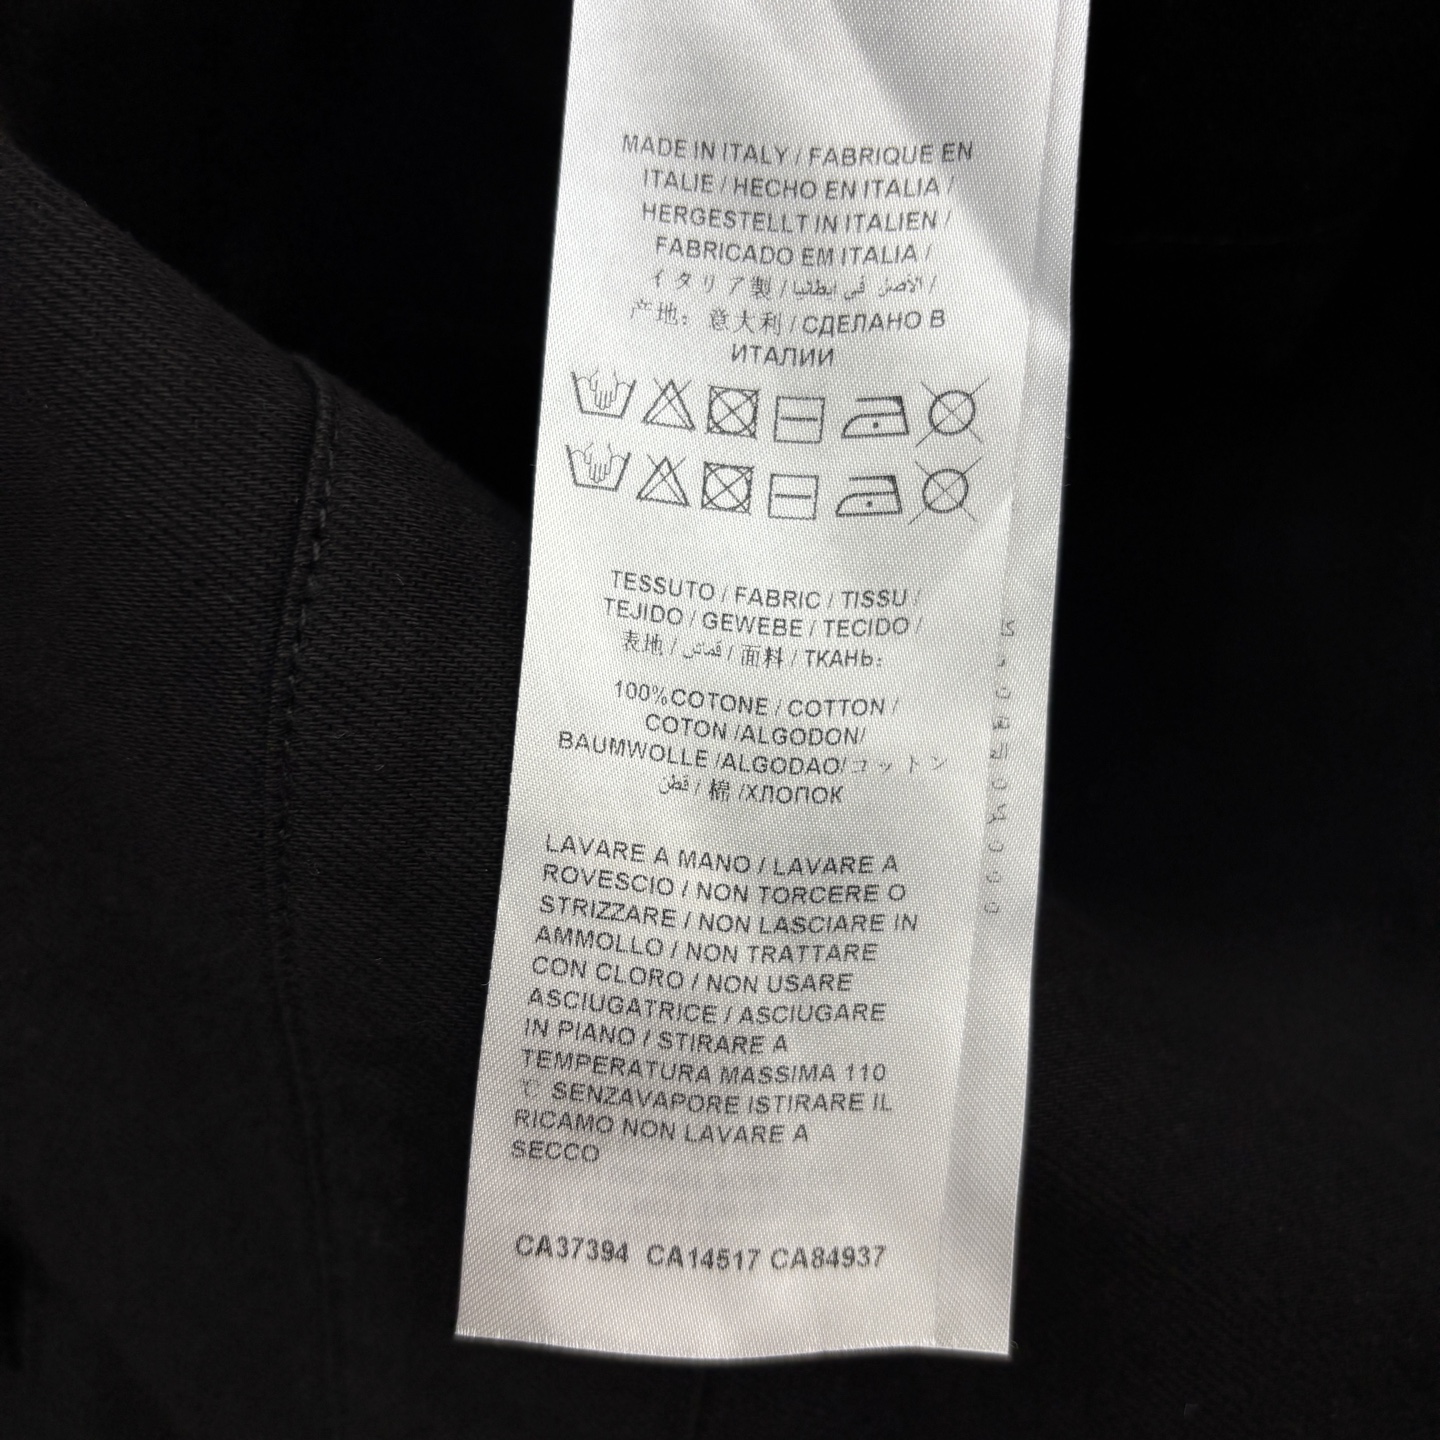 MADE IN ITALY / FABRIQUE EN
ITALIE / HECHO EN ITALIA /
HERGESTELLT IN ITALIEN /
FABRICADO EM ITALIA /
イタリア製 / الأصل في إيطاليا /
产地：意大利 / СДЕЛАНО В
ИТАЛИИ
TESSUTO / FABRIC / TISSU /
TEJIDO / GEWEBE / TECIDO /
表地 / قماش / 面料 / ТКАНЬ:
100%COTONE / COTTON /
COTON /ALGODON/
BAUMWOLLE /ALGODAO/コットン
قطن / 棉 /ХЛОПОК
LAVARE A MANO / LAVARE A
ROVESCIO / NON TORCERE O
STRIZZARE / NON LASCIARE IN
AMMOLLO / NON TRATTARE
CON CLORO / NON USARE
ASCIUGATRICE / ASCIUGARE
IN PIANO / STIRARE A
TEMPERATURA MASSIMA 110
℃ SENZAVAPORE ISTIRARE IL
RICAMO NON LAVARE A
SECCO
CA37394 CA14517 CA84937